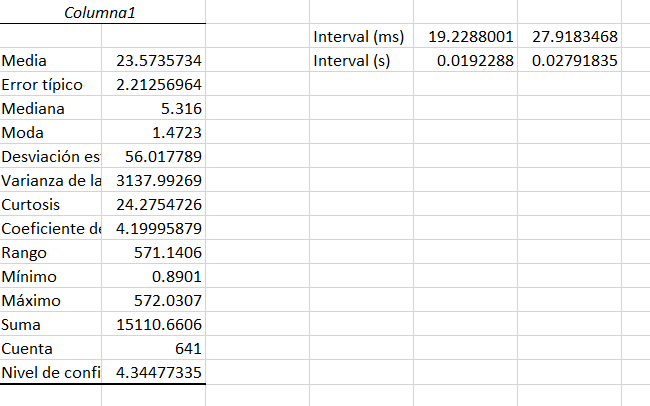 Columna1
Interval (ms) 19.2288001 27.9183468
Media 23.5735734 Interval (s) 0.0192288 0.02791835
Error típico 2.21256964
Mediana 5.316
Moda 1.4723
Desviación es 56.017789
Varianza de la 3137.99269
Curtosis 24.2754726
Coeficiente de 4.19995879
Rango 571.1406
Mínimo 0.8901
Máximo 572.0307
Suma 15110.6606
Cuenta 641
Nivel de confi 4.34477335